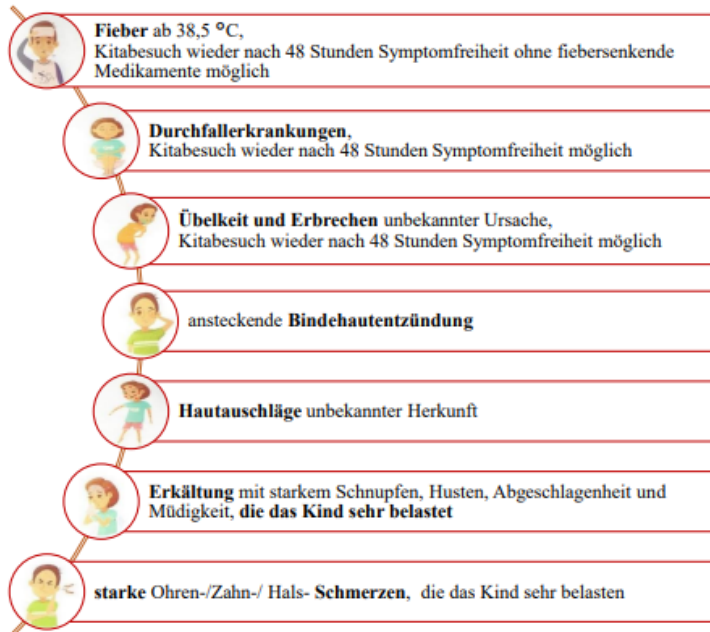 Fieber ab 38,5 °C,
Kitabesuch wieder nach 48 Stunden Symptomfreiheit ohne fiebersenkende
Medikamente möglich
Durchfallerkrankungen,
Kitabesuch wieder nach 48 Stunden Symptomfreiheit möglich
Übelkeit und Erbrechen unbekannter Ursache,
Kitabesuch wieder nach 48 Stunden Symptomfreiheit möglich
ansteckende Bindehautentzündung
Hautauschläge unbekannter Herkunft
Erkältung mit starkem Schnupfen, Husten, Abgeschlagenheit und
Müdigkeit, die das Kind sehr belastet
starke Ohren-/Zahn-/ Hals- Schmerzen, die das Kind sehr belasten